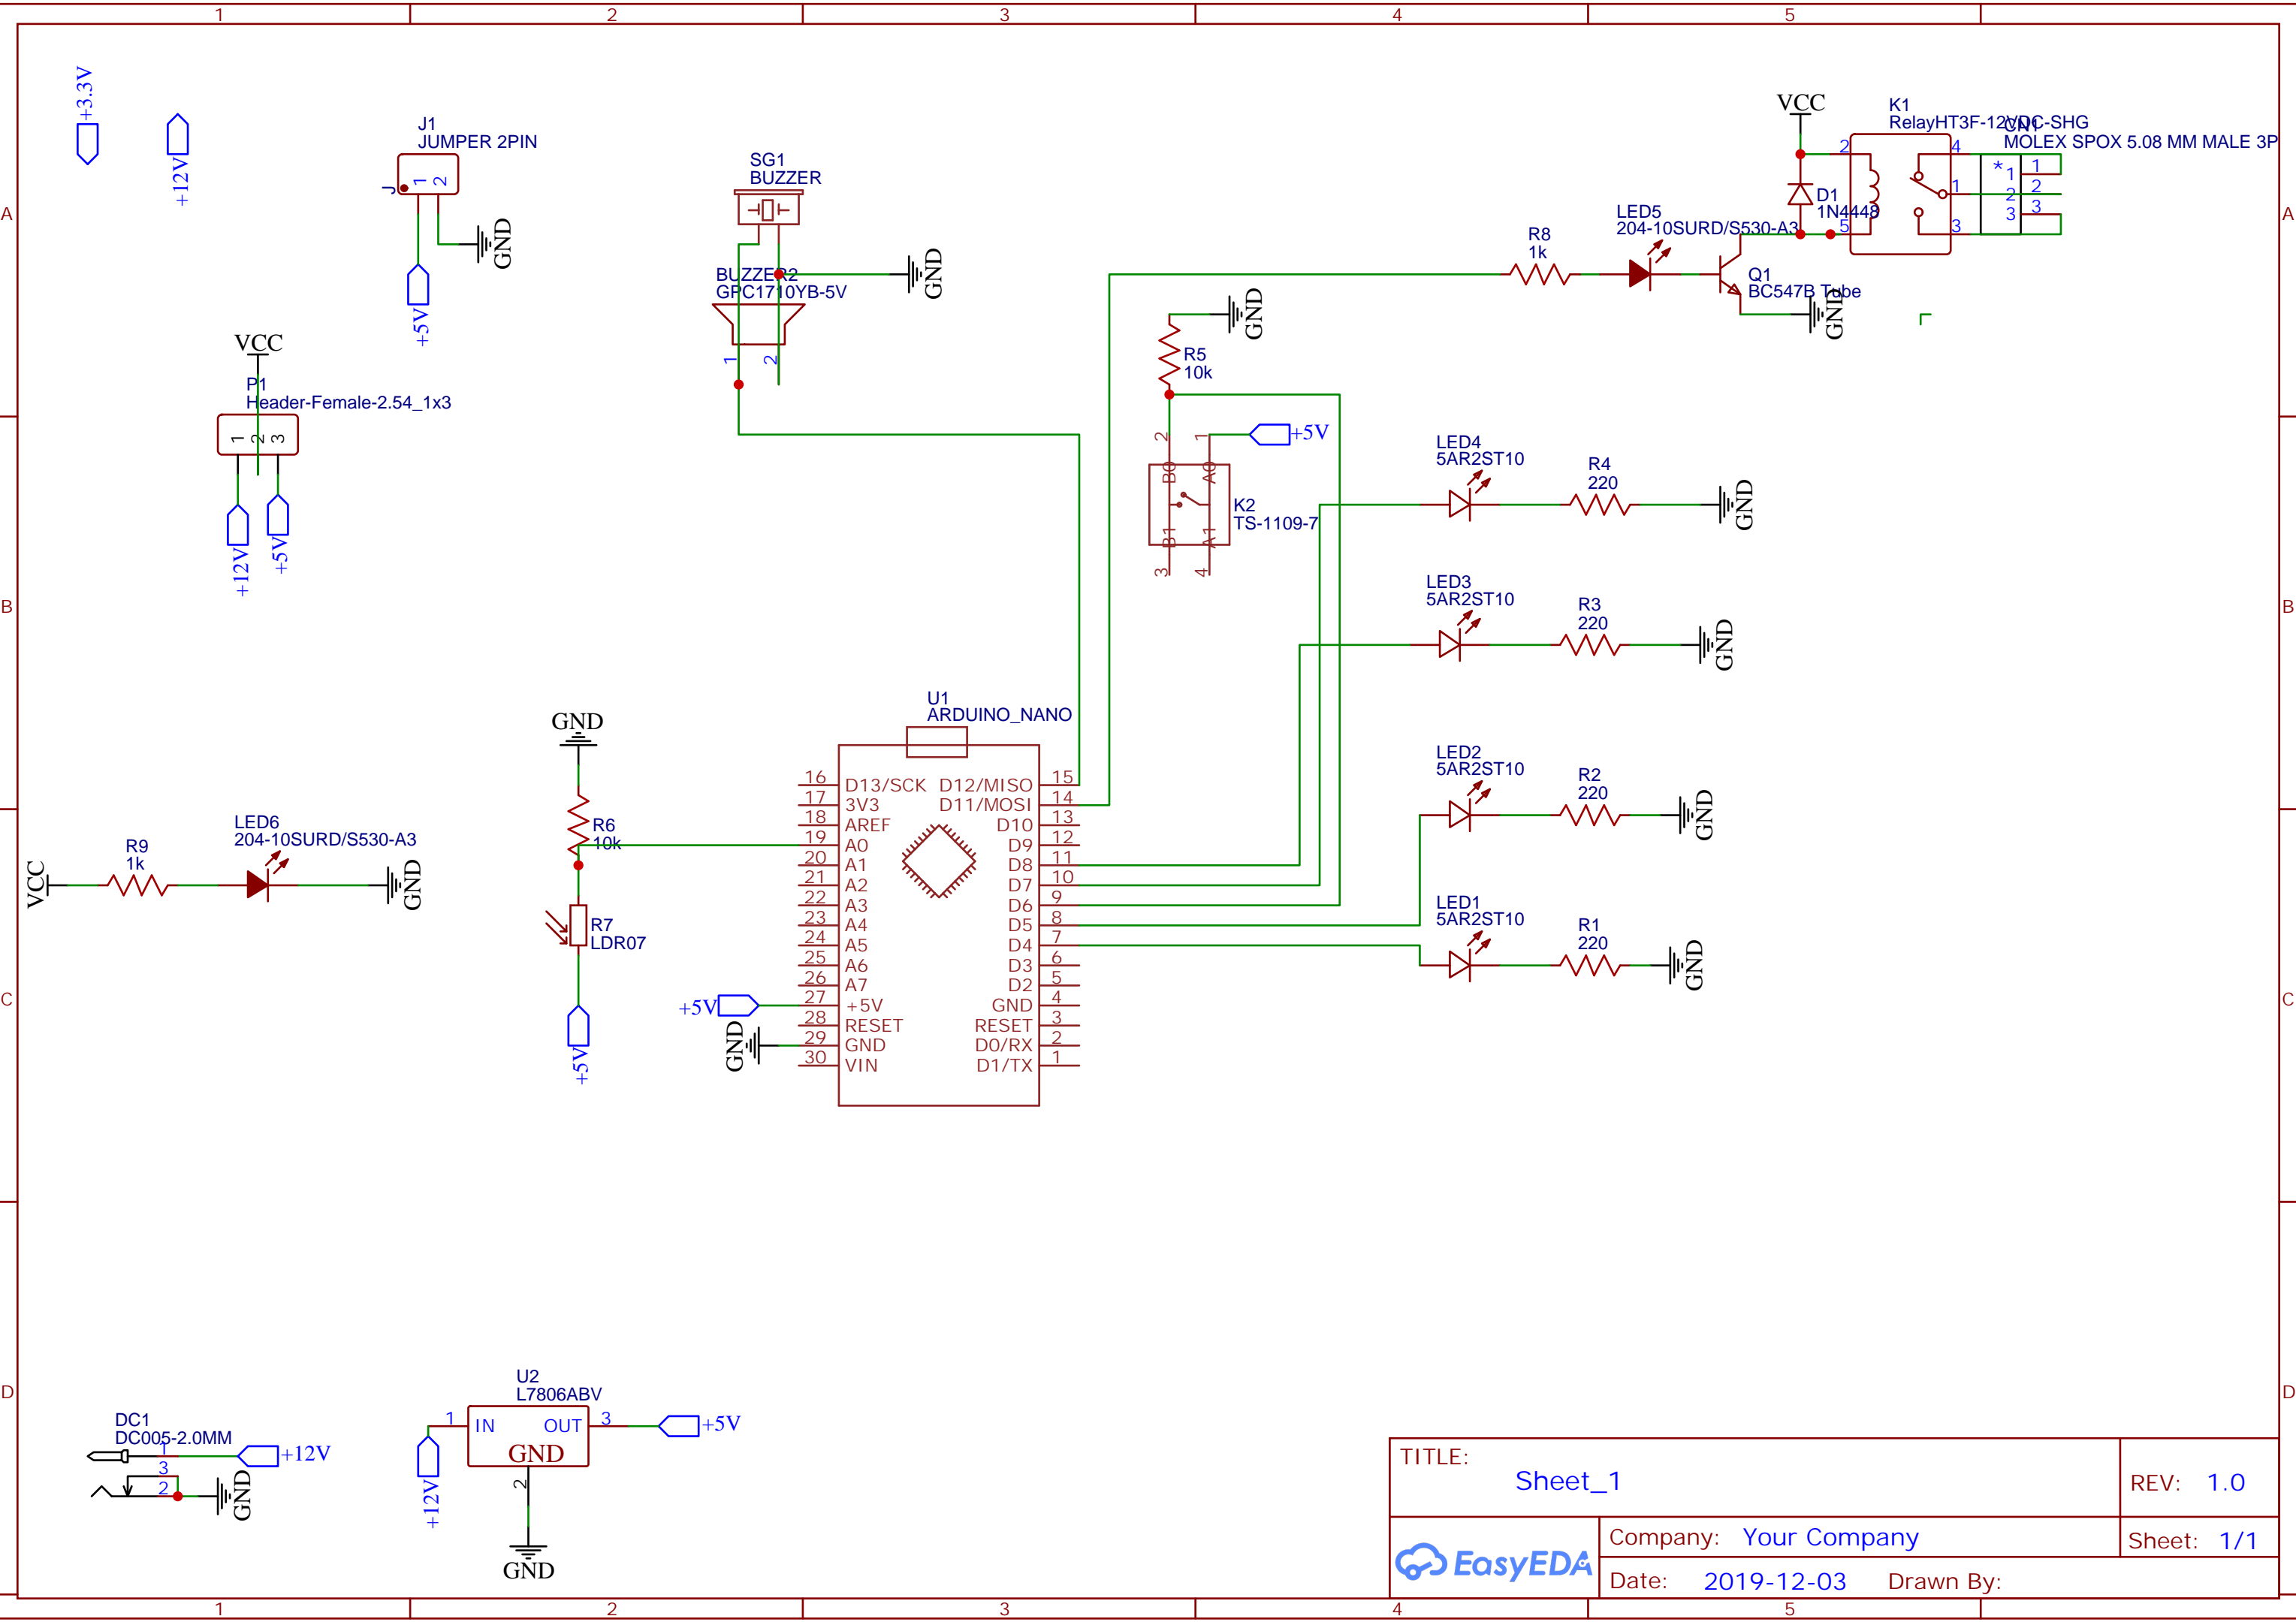 1 2 3 4 5
A
B
C
D
A
B
C
D
+3.3V
+12V
J1
JUMPER 2PIN
J
1 2
GND
+5V
SG1
BUZZER
BUZZER2
GPC1710YB-5V
1 2
GND
VCC
P1
Header-Female-2.54_1x3
1 2 3
+12V
+5V
VCC
K1
RelayHT3F-12VDC-SHG
CN1
MOLEX SPOX 5.08 MM MALE 3P
2
5
4
1
3
*
1
2
3
1
2
3
D1
1N4448
LED5
204-10SURD/S530-A3
R8
1k
Q1
BC547B Tube
GND
GND
R5
10k
+5V
2 1
B0 A0
B1 A1
3 4
K2
TS-1109-7
LED4
5AR2ST10
R4
220
GND
LED3
5AR2ST10
R3
220
GND
LED2
5AR2ST10
R2
220
GND
LED1
5AR2ST10
R1
220
GND
U1
ARDUINO_NANO
16 D13/SCK D12/MISO 15
17 3V3 D11/MOSI 14
18 AREF D10 13
19 A0 D9 12
20 A1 D8 11
21 A2 D7 10
22 A3 D6 9
23 A4 D5 8
24 A5 D4 7
25 A6 D3 6
26 A7 D2 5
27 +5V GND 4
28 RESET RESET 3
29 GND D0/RX 2
30 VIN D1/TX 1
+5V
GND
GND
R6
10k
R7
LDR07
+5V
VCC
R9
1k
LED6
204-10SURD/S530-A3
GND
DC1
DC005-2.0MM
1
3
2
+12V
GND
U2
L7806ABV
1 IN OUT 3
GND
2
+12V
+5V
GND
TITLE:
Sheet_1
REV: 1.0
EasyEDA
Company: Your Company
Sheet: 1/1
Date: 2019-12-03 Drawn By:
1 2 3 4 5